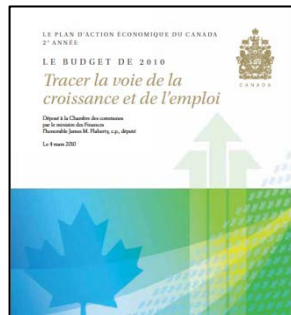 LE PLAN D'ACTION ÉCONOMIQUE DU CANADA
2e ANNÉE
LE BUDGET DE 2010
Tracer la voie de la
croissance et de l'emploi
CANADA
Déposé à la Chambre des communes
par le ministre des Finances
l'honorable James M. Flaherty, c.p., député
Le 4 mars 2010